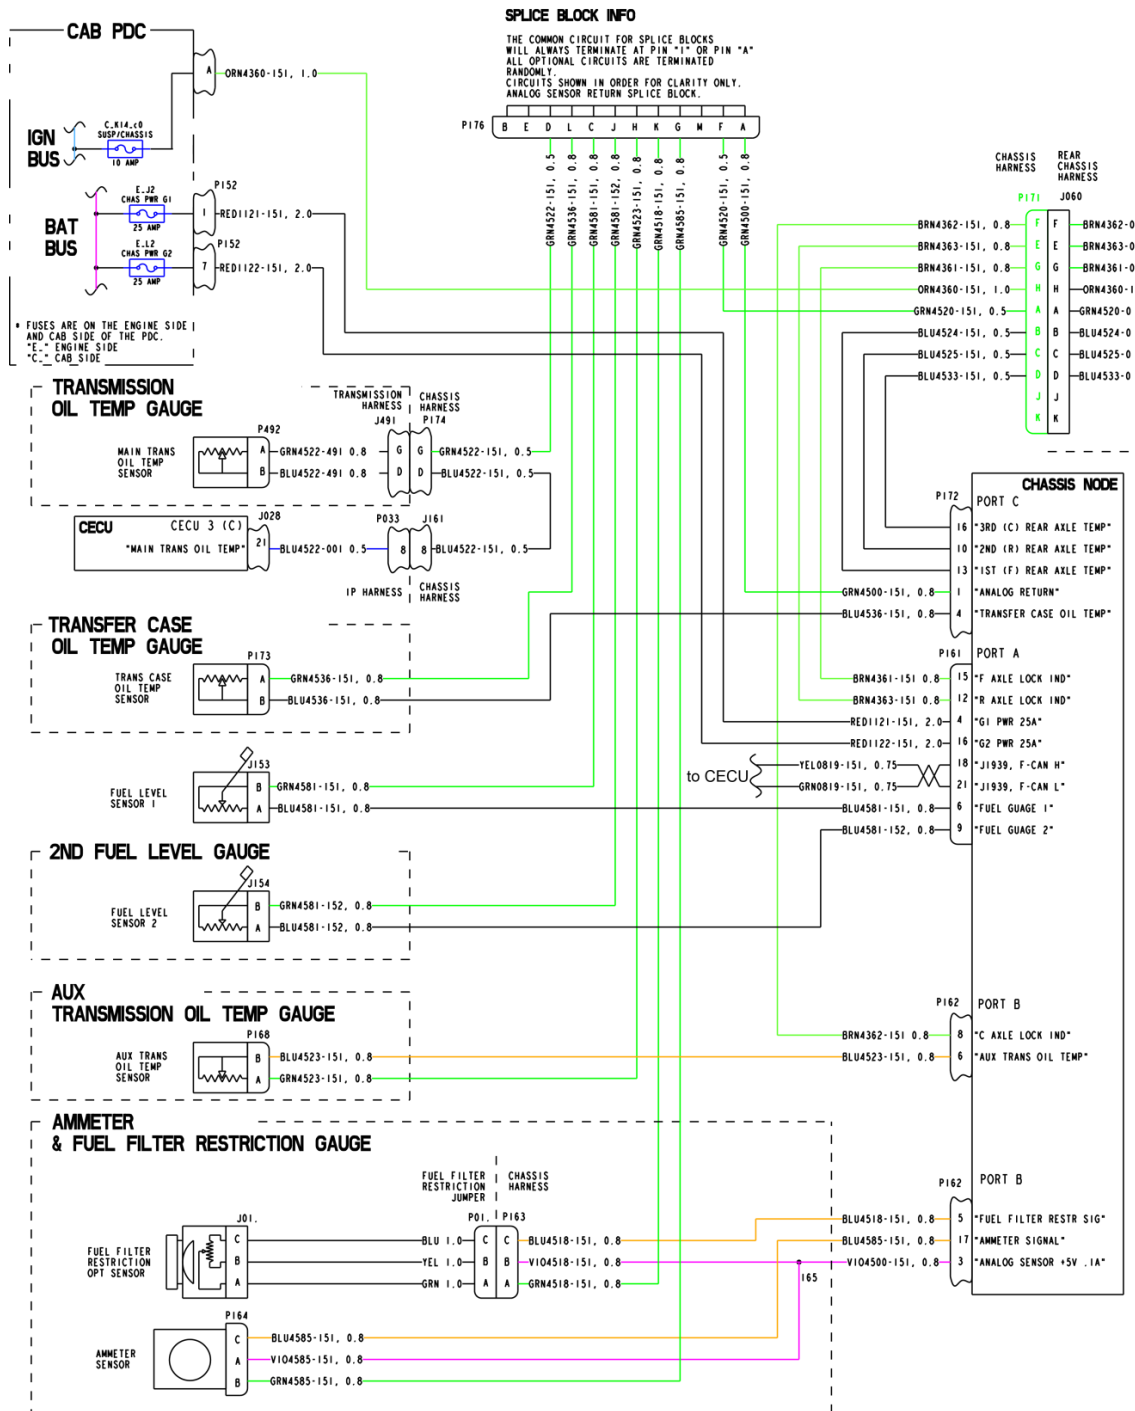 SPLICE BLOCK INFO
THE COMMON CIRCUIT FOR SPLICE BLOCKS
WILL ALWAYS TERMINATE AT PIN "1" OR PIN "A"
ALL OPTIONAL CIRCUITS ARE TERMINATED
RANDOMLY.
CIRCUITS SHOWN IN ORDER FOR CLARITY ONLY.
ANALOG SENSOR RETURN SPLICE BLOCK.
P176
B E D L C J H K G M F A
GRN4522-151, 0.5
GRN4536-151, 0.8
GRN4581-151, 0.8
GRN4581-152, 0.8
GRN4523-151, 0.8
GRN4518-151, 0.8
GRN4585-151, 0.8
GRN4520-151, 0.5
GRN4500-151, 0.8
CAB PDC
A
ORN4360-151, 1.0
IGN
BUS
C_K14_c0
SUSP/CHASSIS
10 AMP
BAT
BUS
E_J2
CHAS PWR G1
25 AMP
P152
1
RED1121-151, 2.0
E_L2
CHAS PWR G2
25 AMP
P152
7
RED1122-151, 2.0
* FUSES ARE ON THE ENGINE SIDE
AND CAB SIDE OF THE PDC.
"E_" ENGINE SIDE
"C_" CAB SIDE
CHASSIS
HARNESS
REAR
CHASSIS
HARNESS
P171
J060
BRN4362-151, 0.8 F F BRN4362-0
BRN4363-151, 0.8 E E BRN4363-0
BRN4361-151, 0.8 G G BRN4361-0
ORN4360-151, 1.0 H H ORN4360-1
GRN4520-151, 0.5 A A GRN4520-0
BLU4524-151, 0.5 B B BLU4524-0
BLU4525-151, 0.5 C C BLU4525-0
BLU4533-151, 0.5 D D BLU4533-0
J J
K K
TRANSMISSION
OIL TEMP GAUGE
TRANSMISSION
HARNESS
CHASSIS
HARNESS
P492
J491
P174
MAIN TRANS
OIL TEMP
SENSOR
A GRN4522-491 0.8 G G GRN4522-151, 0.5
B BLU4522-491 0.8 D D BLU4522-151, 0.5
CECU
CECU 3 (C)
"MAIN TRANS OIL TEMP"
J028
21
BLU4522-001 0.5
P033
J161
8 8
BLU4522-151, 0.5
IP HARNESS
CHASSIS
HARNESS
TRANSFER CASE
OIL TEMP GAUGE
P173
TRANS CASE
OIL TEMP
SENSOR
A GRN4536-151, 0.8
B BLU4536-151, 0.8
J153
FUEL LEVEL
SENSOR 1
B GRN4581-151, 0.8
A BLU4581-151, 0.8
2ND FUEL LEVEL GAUGE
J154
FUEL LEVEL
SENSOR 2
B GRN4581-152, 0.8
A BLU4581-152, 0.8
AUX
TRANSMISSION OIL TEMP GAUGE
P168
AUX TRANS
OIL TEMP
SENSOR
B BLU4523-151, 0.8
A GRN4523-151, 0.8
AMMETER
& FUEL FILTER RESTRICTION GAUGE
FUEL FILTER
RESTRICTION
JUMPER
CHASSIS
HARNESS
J01.
P01.
P163
FUEL FILTER
RESTRICTION
OPT SENSOR
C BLU 1.0 C C BLU4518-151, 0.8
B YEL 1.0 B B VIO4518-151, 0.8
A GRN 1.0 A A GRN4518-151, 0.8
165
P164
AMMETER
SENSOR
C BLU4585-151, 0.8
A VIO4585-151, 0.8
B GRN4585-151, 0.8
CHASSIS NODE
P172
PORT C
16 "3RD (C) REAR AXLE TEMP"
10 "2ND (R) REAR AXLE TEMP"
13 "1ST (F) REAR AXLE TEMP"
GRN4500-151, 0.8 1 "ANALOG RETURN"
BLU4536-151, 0.8 4 "TRANSFER CASE OIL TEMP"
P161
PORT A
BRN4361-151 0.8 15 "F AXLE LOCK IND"
BRN4363-151 0.8 12 "R AXLE LOCK IND"
RED1121-151, 2.0 4 "G1 PWR 25A"
RED1122-151, 2.0 16 "G2 PWR 25A"
to CECU
YEL0819-151, 0.75 18 "J1939, F-CAN H"
GRN0819-151, 0.75 21 "J1939, F-CAN L"
BLU4581-151, 0.8 6 "FUEL GUAGE 1"
BLU4581-152, 0.8 9 "FUEL GUAGE 2"
P162
PORT B
BRN4362-151 0.8 8 "C AXLE LOCK IND"
BLU4523-151, 0.8 6 "AUX TRANS OIL TEMP"
P162
PORT B
BLU4518-151, 0.8 5 "FUEL FILTER RESTR SIG"
BLU4585-151, 0.8 17 "AMMETER SIGNAL"
VIO4500-151, 0.8 3 "ANALOG SENSOR +5V .1A"